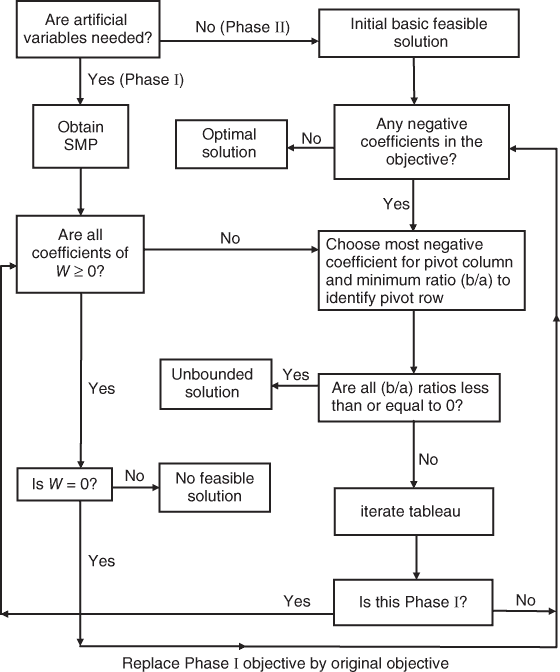 Are artificial
variables needed?
No (Phase II)
Initial basic feasible
solution
Yes (Phase I)
Obtain
SMP
Optimal
solution
No
Any negative
coefficients in the
objective?
Yes
Are all
coefficients of
W ≥ 0?
No
Choose most negative
coefficient for pivot column
and minimum ratio (b/a) to
identify pivot row
Unbounded
solution
Yes
Are all (b/a) ratios less
than or equal to 0?
Yes
No
Is W = 0?
No
No feasible
solution
iterate tableau
Yes
Yes
Is this Phase I?
No
Replace Phase I objective by original objective